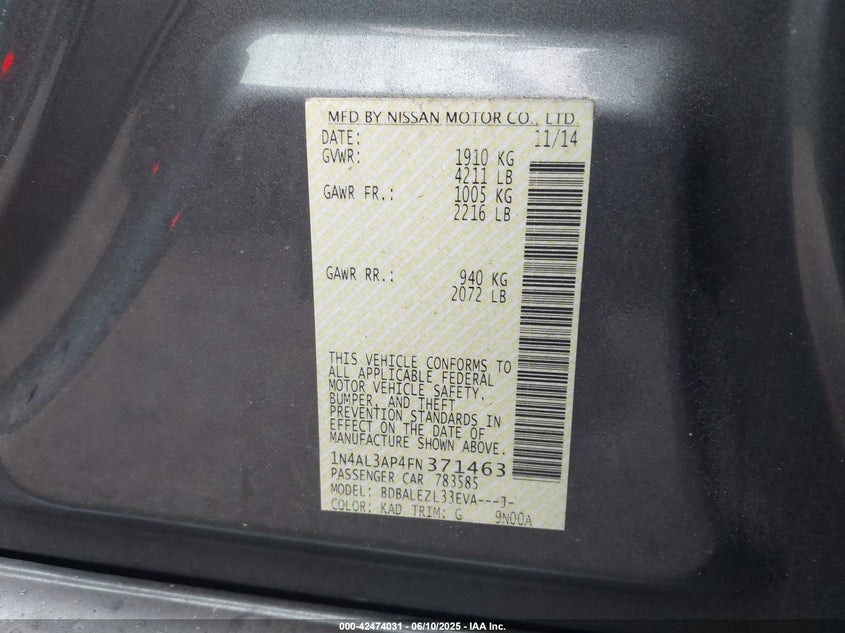 MFD BY NISSAN MOTOR CO., LTD.
DATE: 11/14
GVWR: 1910 KG
4211 LB
GAWR FR.: 1005 KG
2216 LB
GAWR RR.: 940 KG
2072 LB
THIS VEHICLE CONFORMS TO
ALL APPLICABLE FEDERAL
MOTOR VEHICLE SAFETY,
BUMPER, AND THEFT
PREVENTION STANDARDS IN
EFFECT ON THE DATE OF
MANUFACTURE SHOWN ABOVE.
1N4AL3AP4FN371463
PASSENGER CAR 783585
MODEL: BDBALEZL33EVA---J-
COLOR: KAD TRIM: G 9N00A
000-42474031 - 06/10/2025 - IAA Inc.